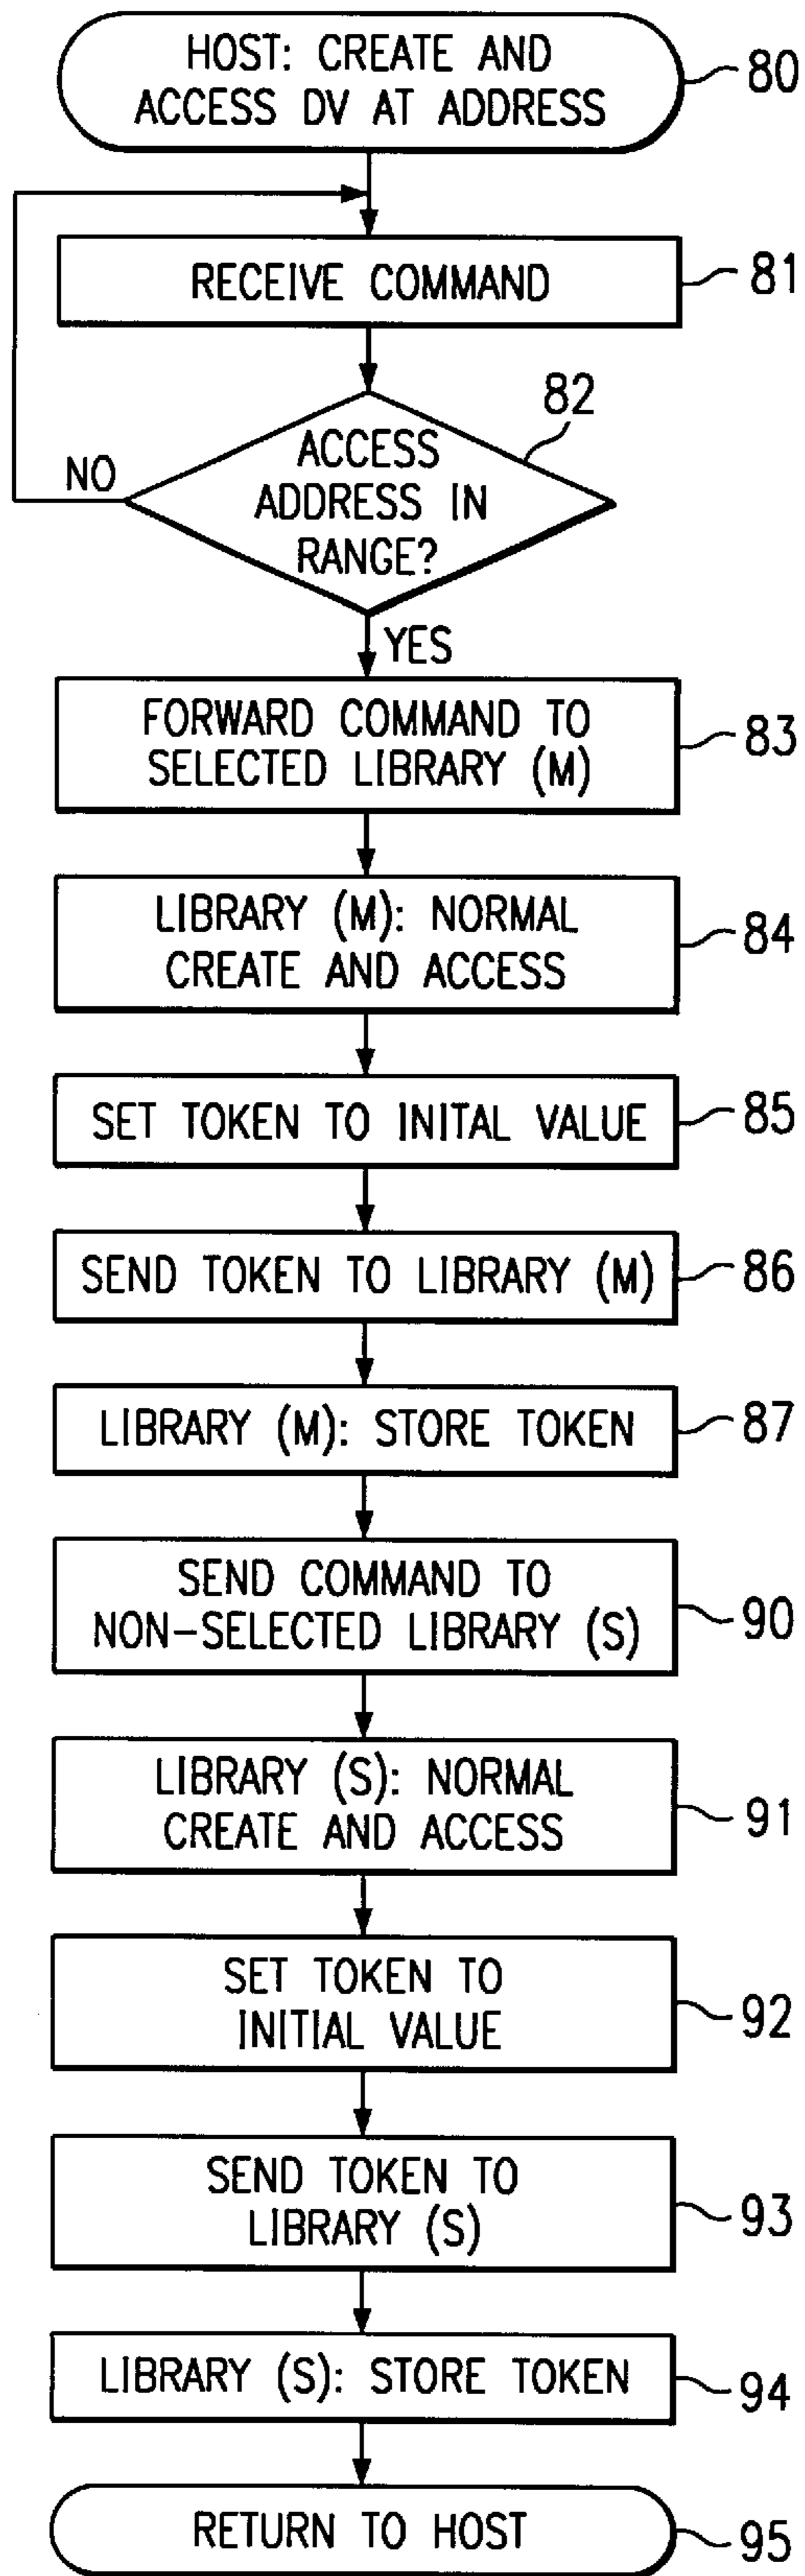 HOST: CREATE AND
ACCESS DV AT ADDRESS
80
RECEIVE COMMAND
81
82
ACCESS
ADDRESS IN
RANGE?
NO
YES
FORWARD COMMAND TO
SELECTED LIBRARY (M)
83
LIBRARY (M): NORMAL
CREATE AND ACCESS
84
SET TOKEN TO INITAL VALUE
85
SEND TOKEN TO LIBRARY (M)
86
LIBRARY (M): STORE TOKEN
87
SEND COMMAND TO
NON-SELECTED LIBRARY (S)
90
LIBRARY (S): NORMAL
CREATE AND ACCESS
91
SET TOKEN TO
INITIAL VALUE
92
SEND TOKEN TO
LIBRARY (S)
93
LIBRARY (S): STORE TOKEN
94
RETURN TO HOST
95